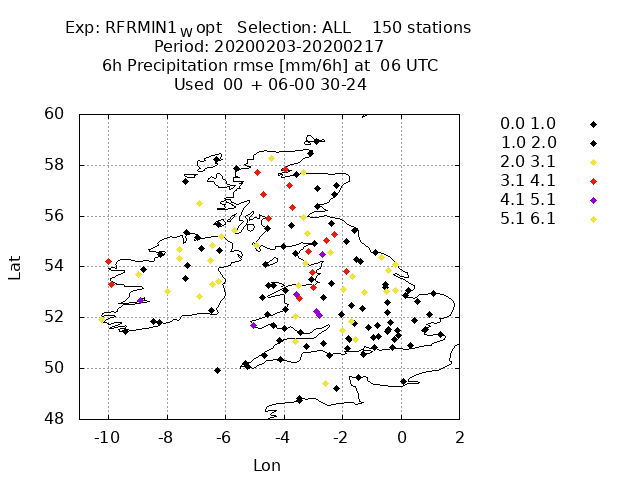 Exp: RFRMIN1wopt Selection: ALL 150 stations
Period: 20200203-20200217
6h Precipitation rmse [mm/6h] at 06 UTC
Used 00 + 06-00 30-24
60
58
56
54
52
50
48
Lat
-10 -8 -6 -4 -2 0 2
Lon
0.0 1.0
1.0 2.0
2.0 3.1
3.1 4.1
4.1 5.1
5.1 6.1